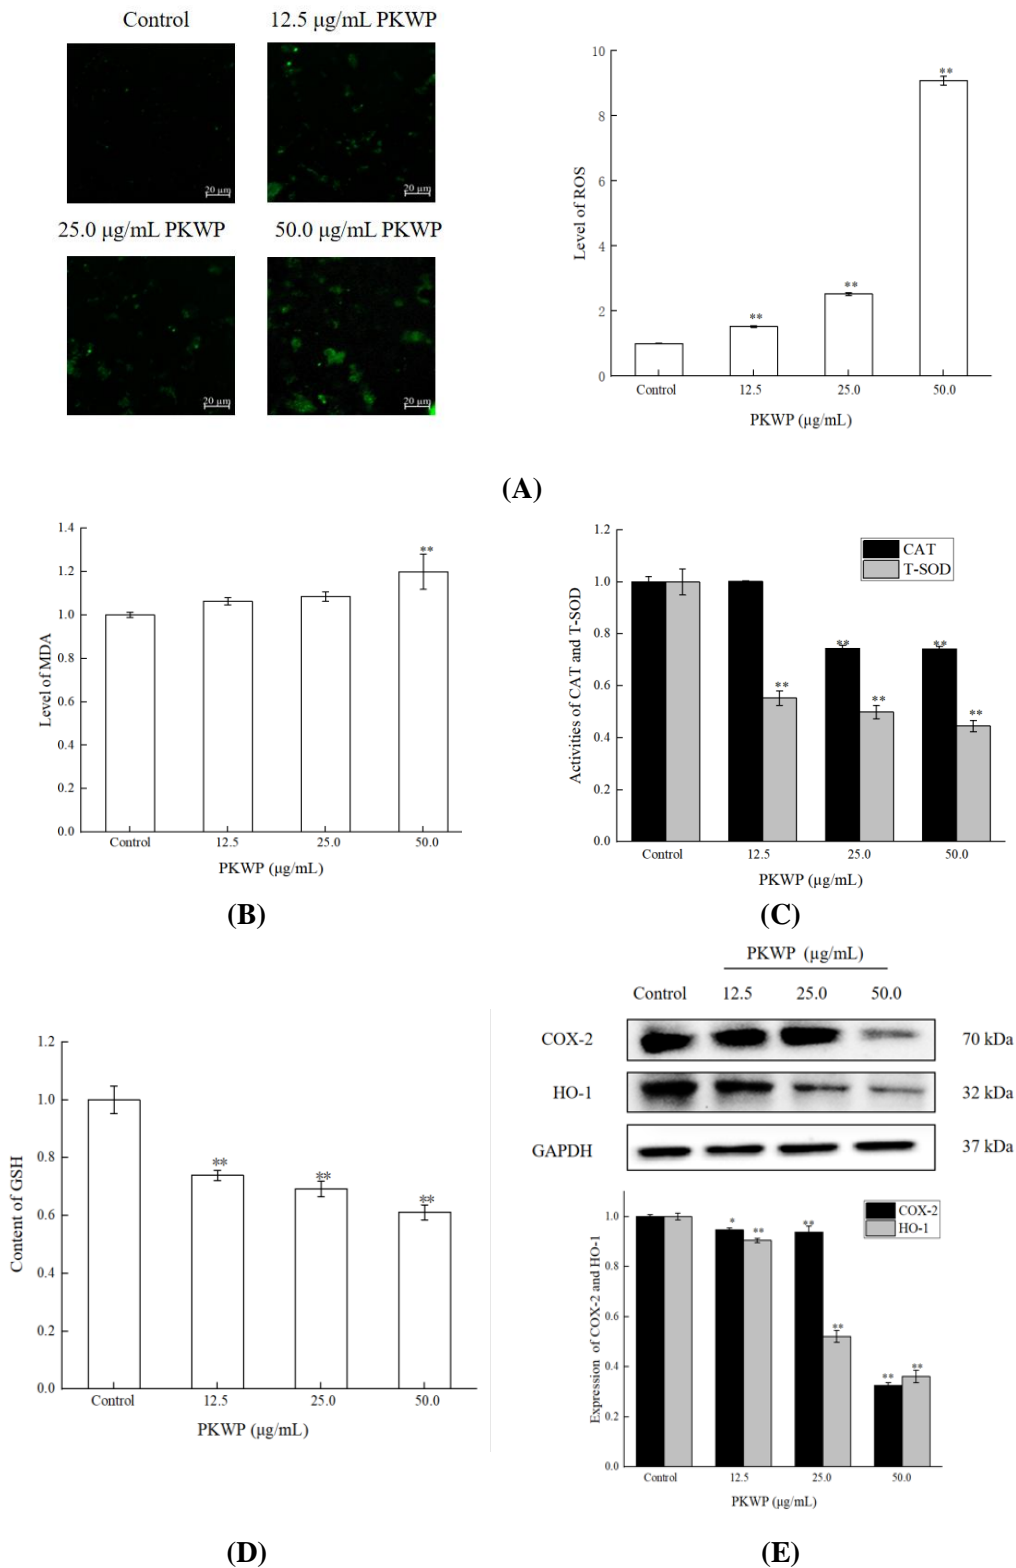 Control 12.5 µg/mL PKWP
20 µm 20 µm
25.0 µg/mL PKWP 50.0 µg/mL PKWP
20 µm 20 µm
Level of ROS
10
8
6
4
2
0
** ** **
Control 12.5 25.0 50.0
PKWP (µg/mL)
(A)
Level of MDA
1.4
1.2
1.0
0.8
0.6
0.4
0.2
0.0
**
Control 12.5 25.0 50.0
PKWP (µg/mL)
(B)
Activities of CAT and T-SOD
1.2
1.0
0.8
0.6
0.4
0.2
0.0
CAT
T-SOD
** ** ** ** **
Control 12.5 25.0 50.0
PKWP (µg/mL)
(C)
Content of GSH
1.2
1.0
0.8
0.6
0.4
0.2
0.0
** ** **
Control 12.5 25.0 50.0
PKWP (µg/mL)
(D)
PKWP (µg/mL)
Control 12.5 25.0 50.0
COX-2 70 kDa
HO-1 32 kDa
GAPDH 37 kDa
Expression of COX-2 and HO-1
1.0
0.8
0.6
0.4
0.2
0.0
COX-2
HO-1
* ** ** ** ** **
Control 12.5 25.0 50.0
PKWP (µg/mL)
(E)